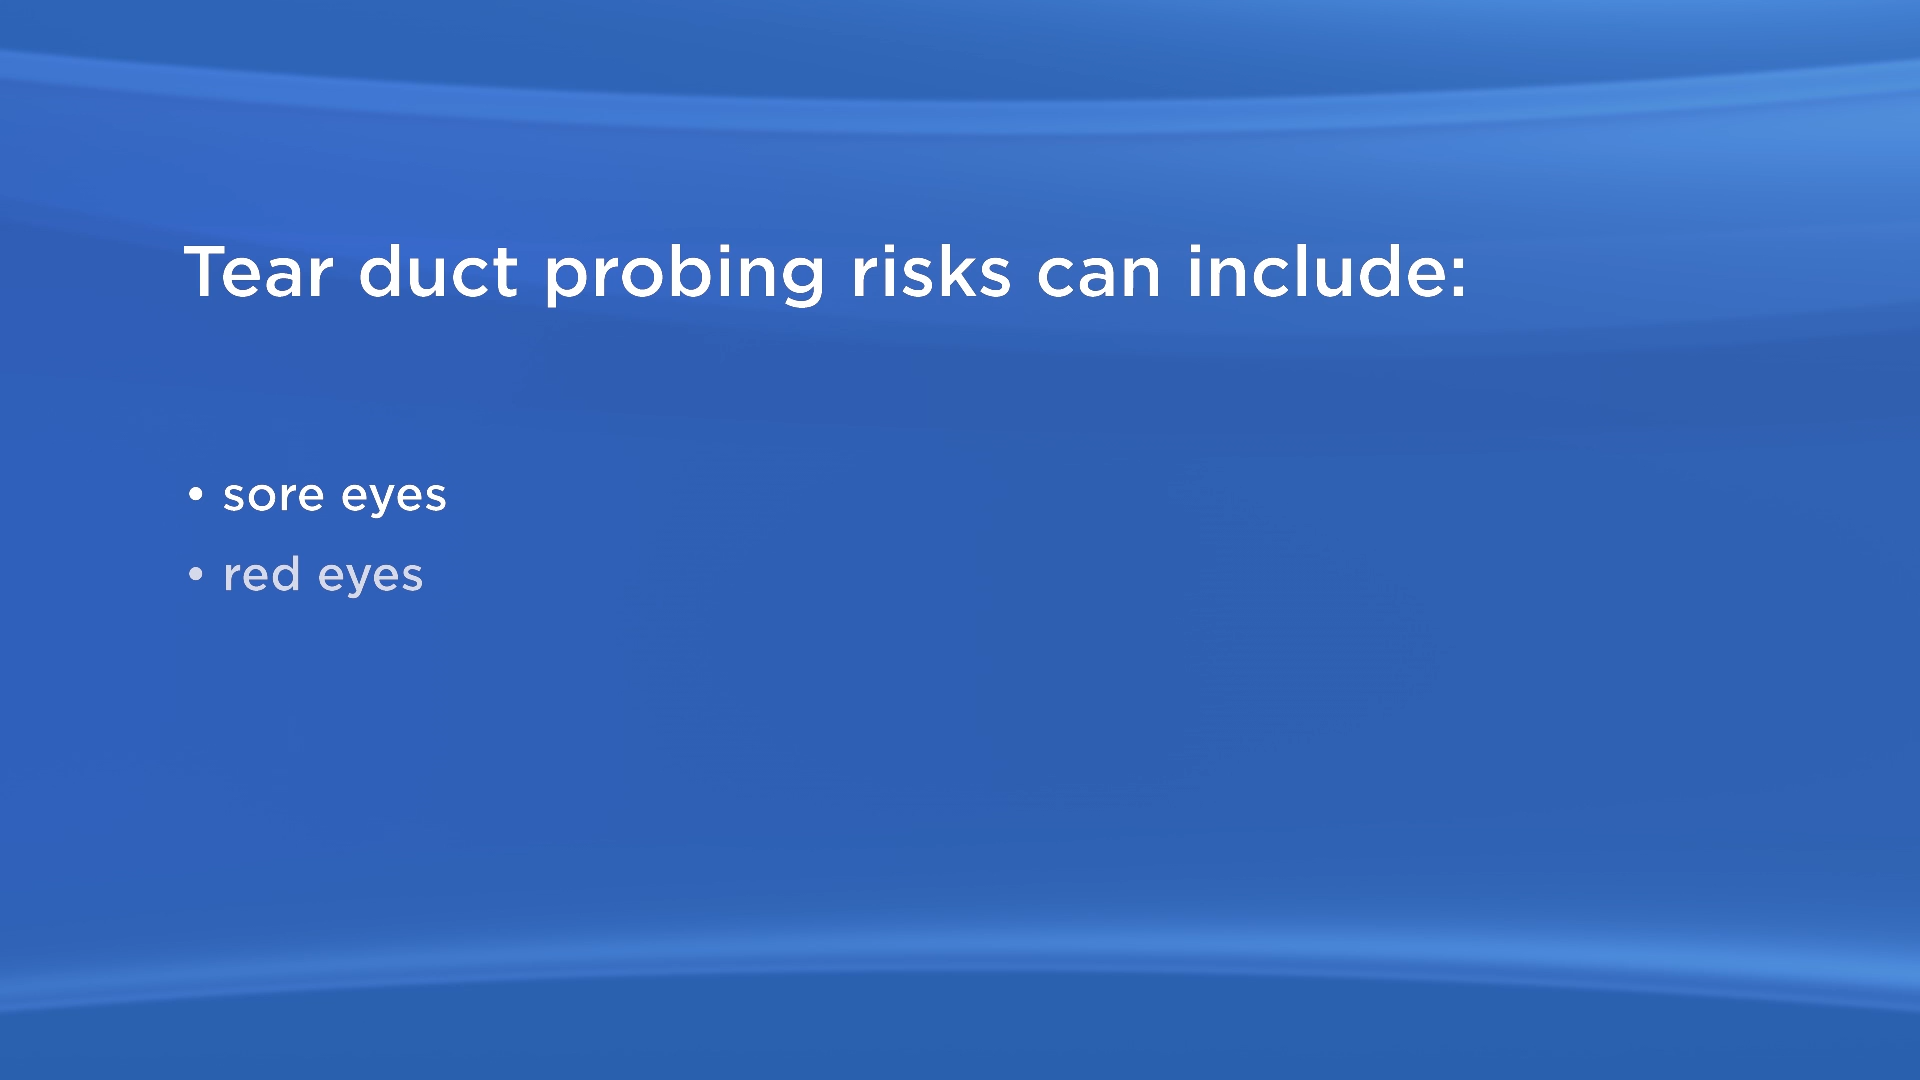 Tear duct probing risks can include:
• sore eyes
• red eyes